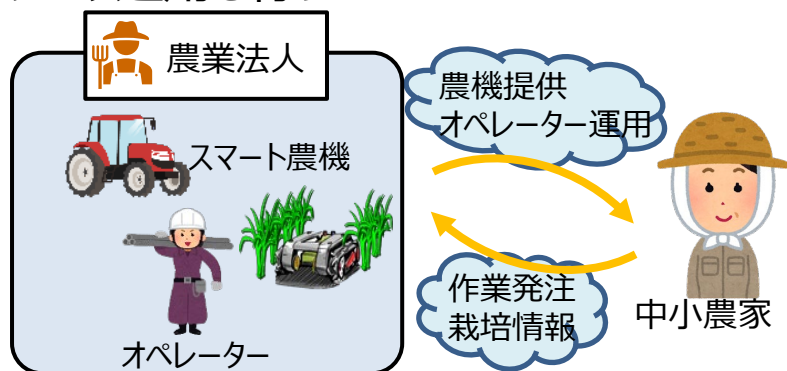 農業法人
スマート農機
オペレーター
農機提供
オペレーター運用
作業発注
栽培情報
中小農家